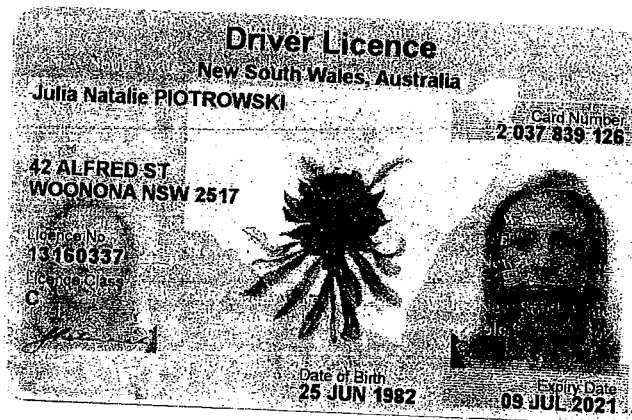 Driver Licence
New South Wales, Australia
Julia Natalie PIOTROWSKI
Card Number
2 037 839 126
42 ALFRED ST
WOONONA NSW 2517
Licence No.
13160337
Licence Class
C
Date of Birth
25 JUN 1982
Expiry Date
09 JUL 2021